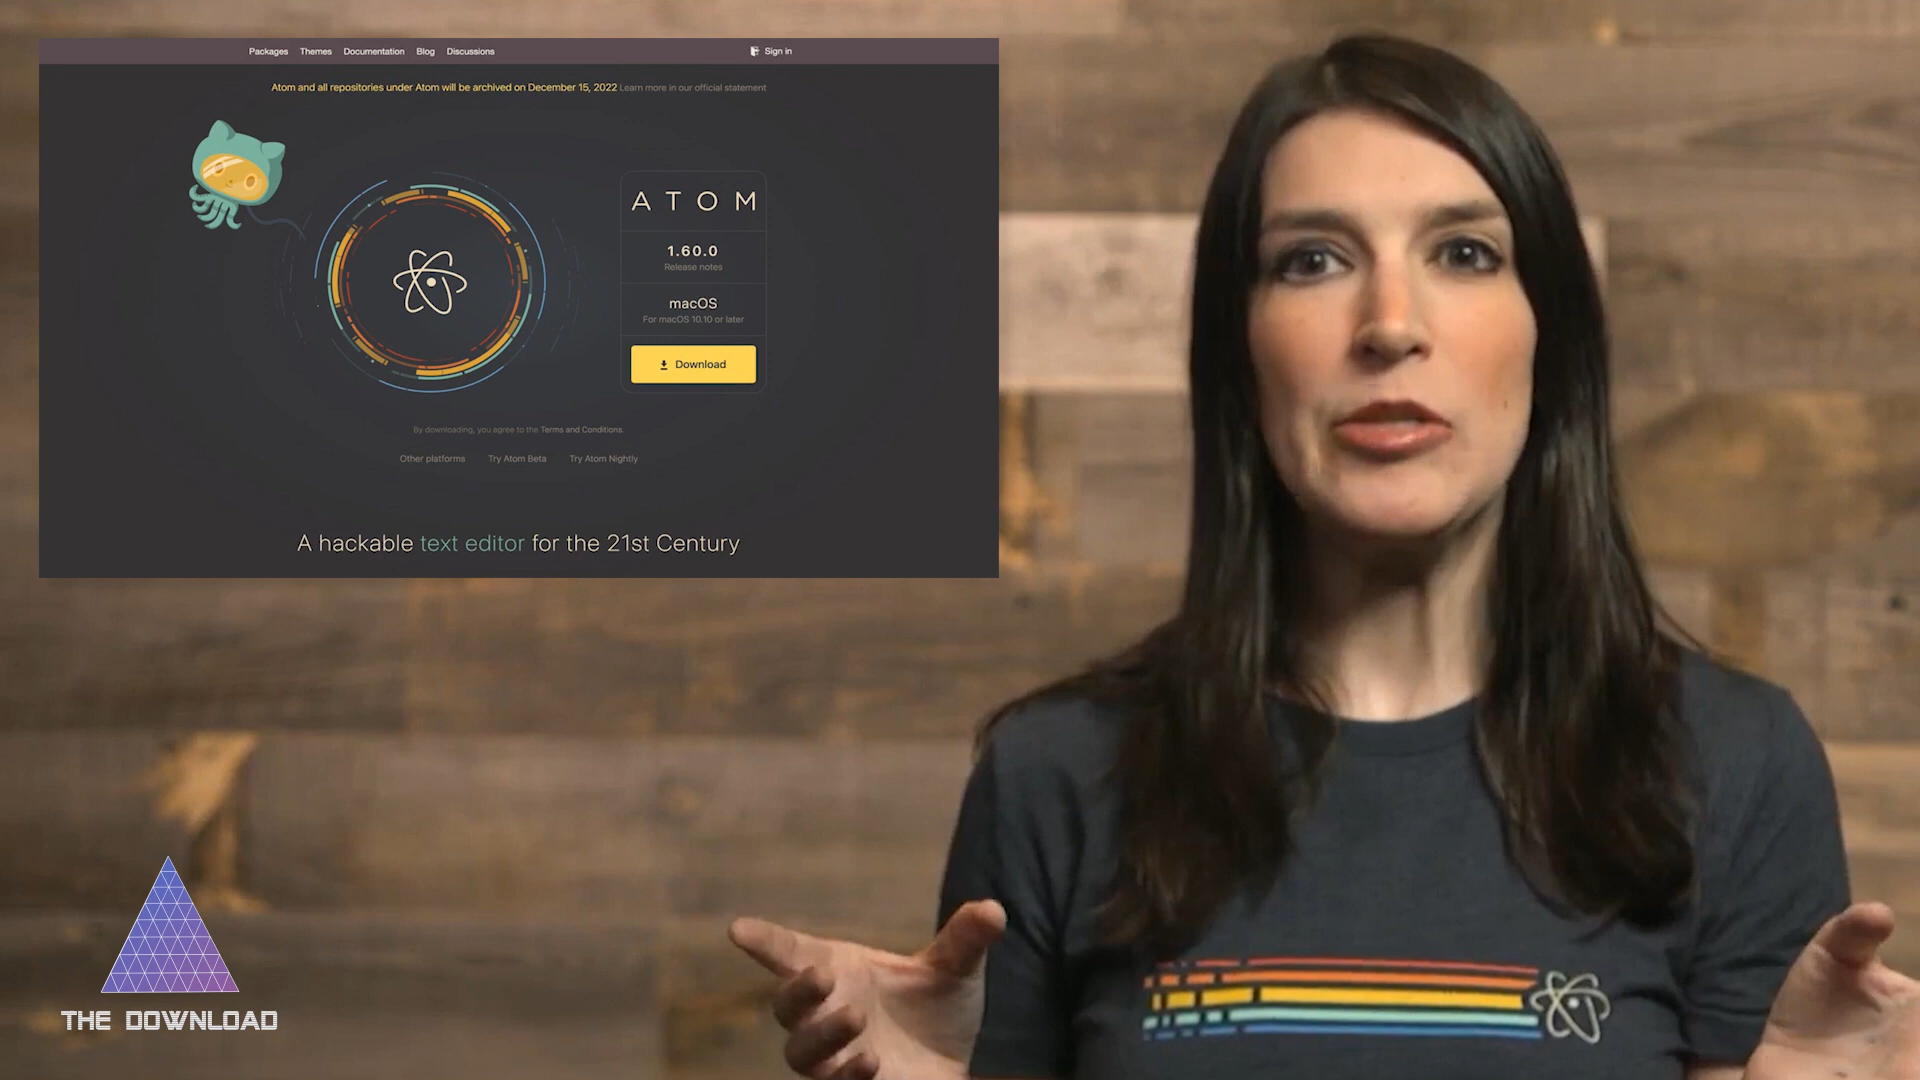 Packages Themes Documentation Blog Discussions Sign in
Atom and all repositories under Atom will be archived on December 15, 2022 Learn more in our official statement
ATOM
1.60.0
Release notes
macOS
For macOS 10.10 or later
Download
By downloading, you agree to the Terms and Conditions.
Other platforms Try Atom Beta Try Atom Nightly
A hackable text editor for the 21st Century
THE DOWNLOAD